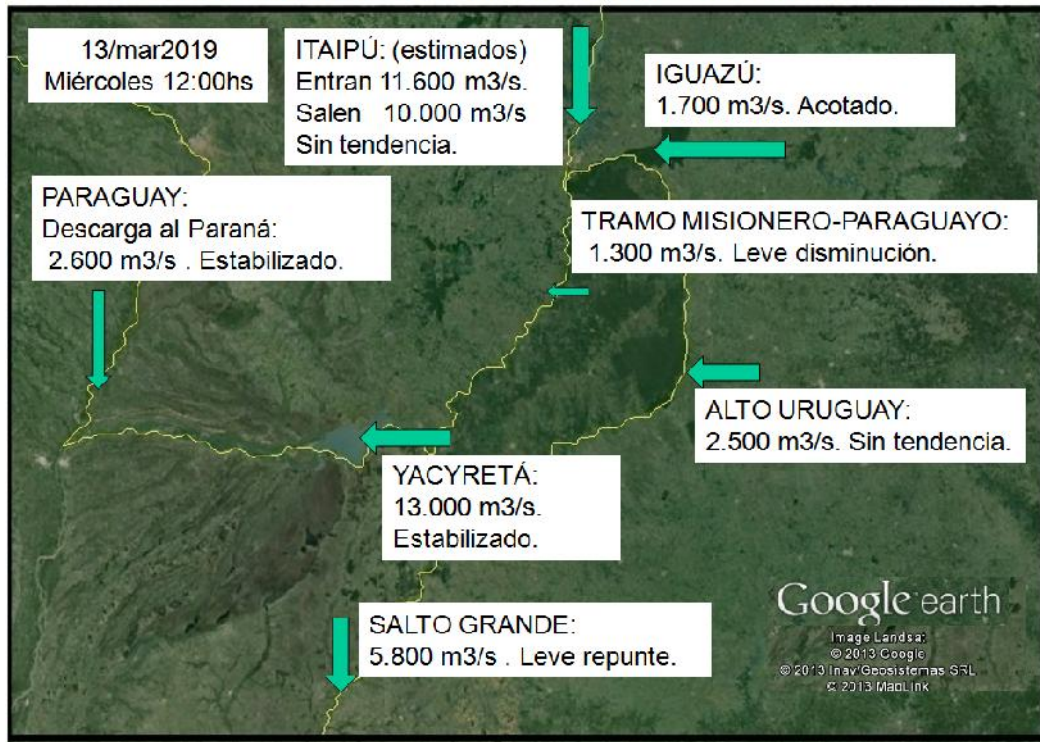 13/mar2019
Miércoles 12:00hs
ITAIPÚ: (estimados)
Entran 11.600 m3/s.
Salen 10.000 m3/s
Sin tendencia.
IGUAZÚ:
1.700 m3/s. Acotado.
PARAGUAY:
Descarga al Paraná:
2.600 m3/s . Estabilizado.
TRAMO MISIONERO-PARAGUAYO:
1.300 m3/s. Leve disminución.
ALTO URUGUAY:
2.500 m3/s. Sin tendencia.
YACYRETÁ:
13.000 m3/s.
Estabilizado.
SALTO GRANDE:
5.800 m3/s . Leve repunte.
Google earth
Image Landsat
© 2013 Google
© 2013 Inav/Geosistemas SRL
© 2013 MapLink